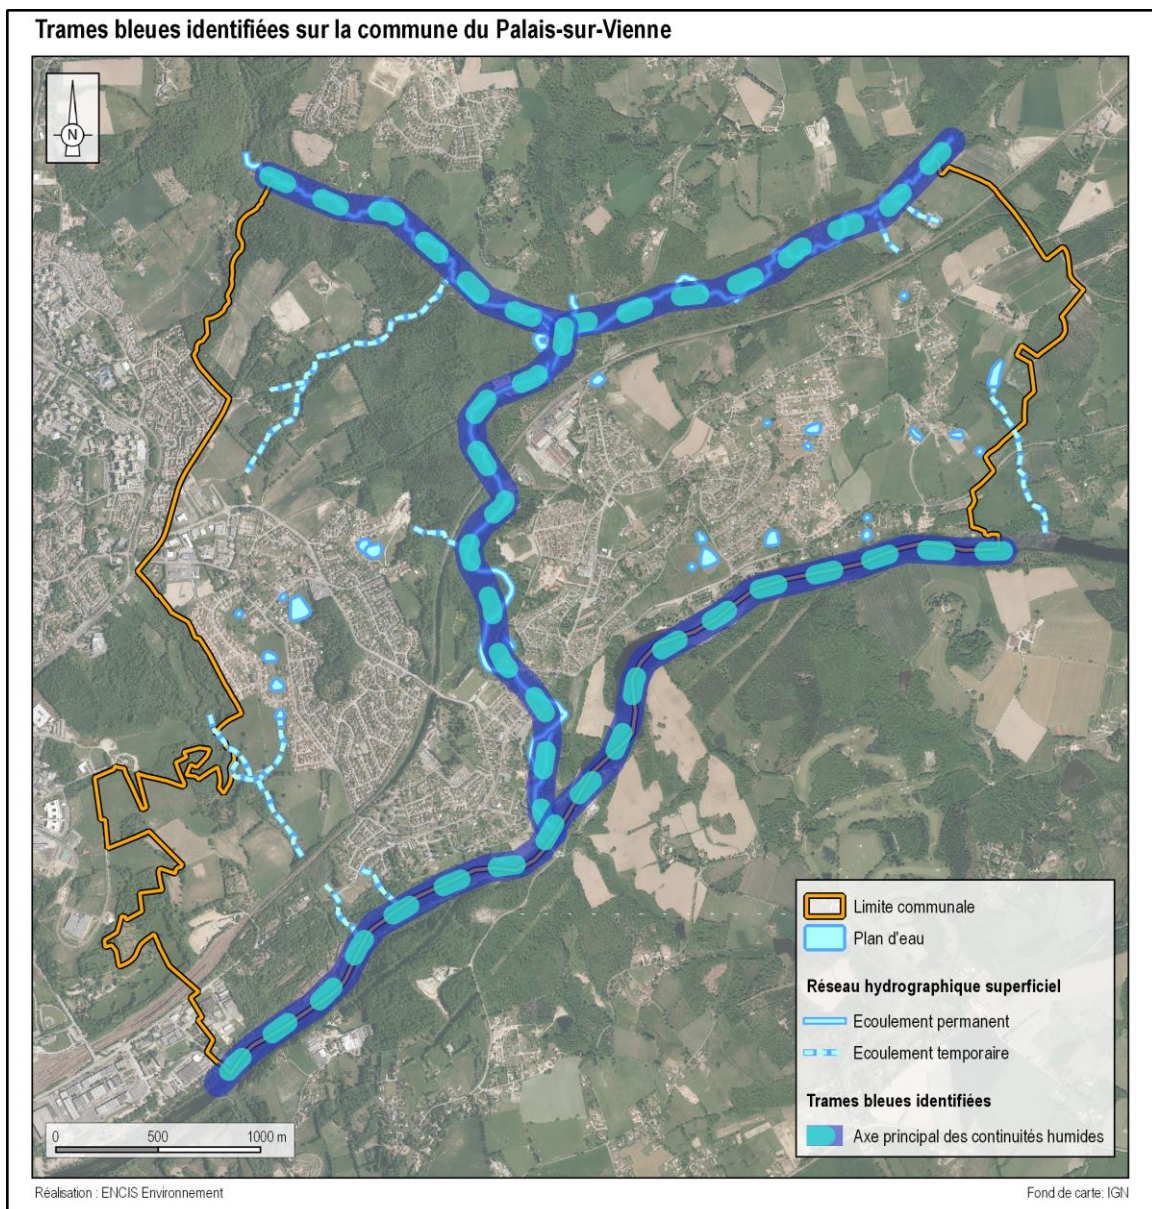 Trames bleues identifiées sur la commune du Palais-sur-Vienne
N
Limite communale
Plan d'eau
Réseau hydrographique superficiel
Ecoulement permanent
Ecoulement temporaire
Trames bleues identifiées
Axe principal des continuités humides
0 500 1000 m
Réalisation : ENCIS Environnement
Fond de carte: IGN